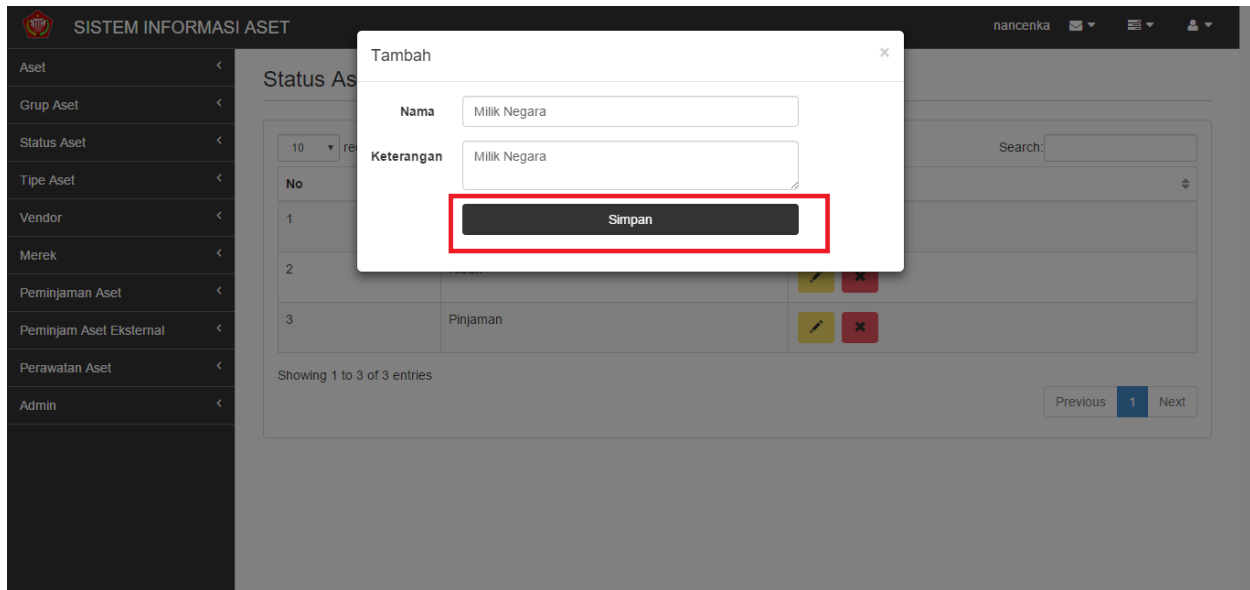 SISTEM INFORMASI ASET
nancenka
Aset
Grup Aset
Status Aset
Tipe Aset
Vendor
Merek
Peminjaman Aset
Peminjam Aset Eksternal
Perawatan Aset
Admin
Status As
Tambah ×
Nama Milik Negara
Keterangan Milik Negara
Simpan
10 re
Search:
No
1
2
3 Pinjaman
Showing 1 to 3 of 3 entries
Previous 1 Next